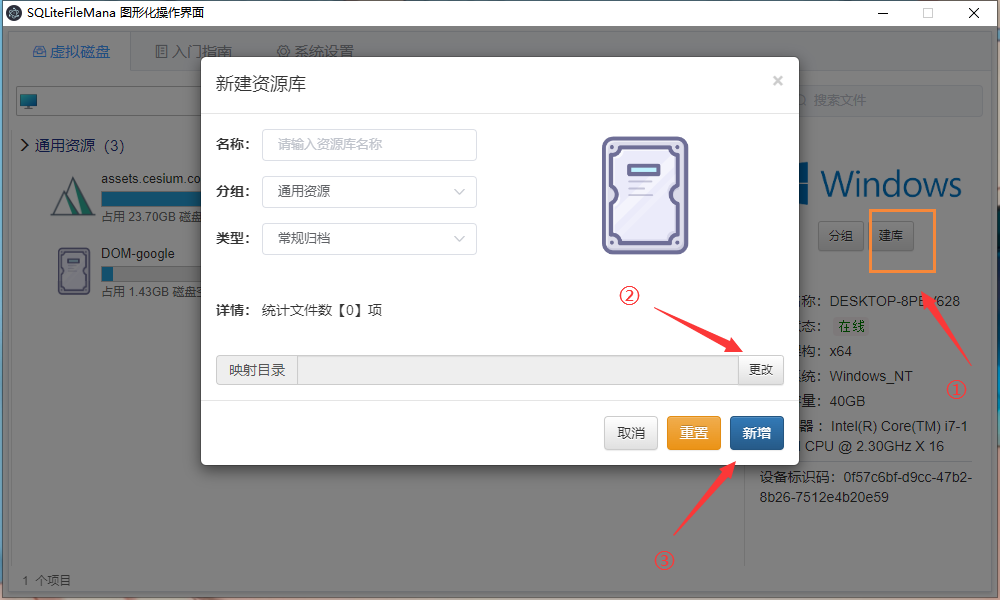 SQLiteFileMana 图形化操作界面
虚拟磁盘
入门指南
系统设置
搜索文件
通用资源 (3)
assets.cesium.co
占用 23.70GB 磁盘
DOM-google
占用 1.43GB 磁盘空
新建资源库
×
名称: 请输入资源库名称
分组: 通用资源
类型: 常规归档
详情: 统计文件数【0】项
映射目录 更改
取消 重置 新增
②
③
①
Windows
分组 建库
称: DESKTOP-8PE 628
态: 在线
构: x64
统: Windows_NT
量: 40GB
器: Intel(R) Core(TM) i7-1
CPU @ 2.30GHz X 16
设备标识码: 0f57c6bf-d9cc-47b2-
8b26-7512e4b20e59
1 个项目